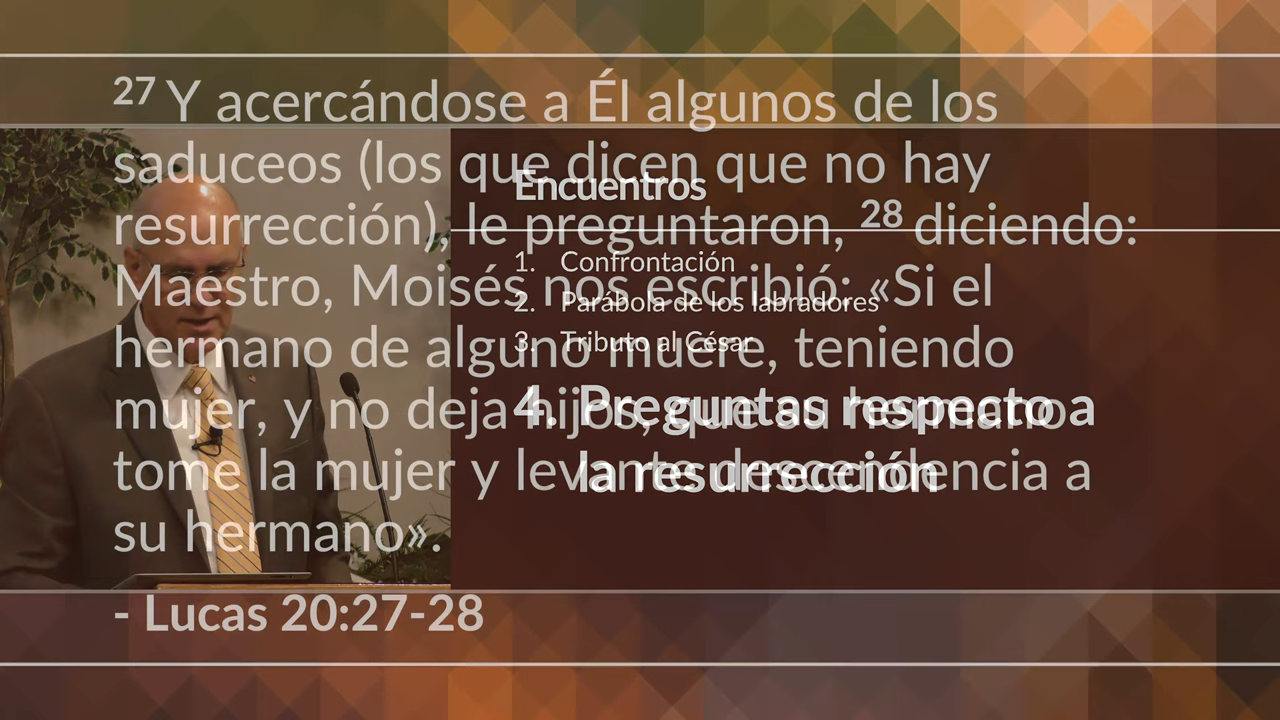 27 Y acercándose a Él algunos de los
saduceos (los que dicen que no hay
resurrección), le preguntaron, 28 diciendo:
Maestro, Moisés nos escribió: «Si el
hermano de alguno muere, teniendo
mujer, y no deja hijos, que su hermano
tome la mujer y levante descendencia a
su hermano».
- Lucas 20:27-28
Encuentros
1. Confrontación
2. Parábola de los labradores
3. Tributo al César
4. Preguntas respecto a
la resurrección